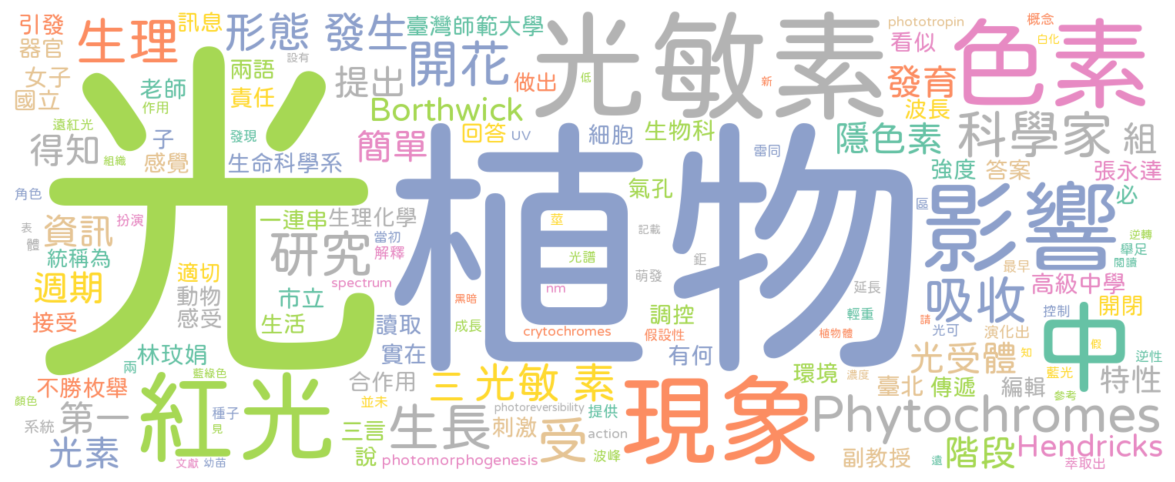 引發
器官
生理
訊息
形態
發生
臺灣師範大學
光敏素
phototropin
看似
概念
白化
色素
女子
國立
老師
作用
兩語
責任
設有
提出
開花
做出
低
新
發育
波長
光
植物
遠紅光
組織
得知
子
感覺
發現
生命科學系
簡單
Borthwick
回答
UV
細胞
生物科
雷同
隱色素
科學家
組
強度
答案
張永達
必
角色
表
體
資訊
扮演
一連串
生理化學
當初
解釋
研究
氣孔
莖
光譜
記載
鉅
萌發
區
影響
逆轉
舉足
閱讀
統稱為
週期
接受
適切
動物
感受
市立
生活
spectrum
讀取
黑暗
成長
nm
crytochromes
假設性
調控
延長
輕重
植物體
請
吸收
最早
高級中學
光可
演化出
控制
開閉
中
假
逆性
林玟娟
兩
藍綠色
實在
有何
環境
濃度
光受體
知
藍光
特性
不勝枚舉
顏色
第一
系統
光素
紅光
種子
見
文獻
幼苗
合作用
並未
三
光敏 素
三言
說
生長
photoreversibility
刺激
photomorphogenesis
受
提供
action
波峰
現象
臺北
傳遞
編輯
參考
Phytochromes
副教授
遠
階段
Hendricks
萃取出